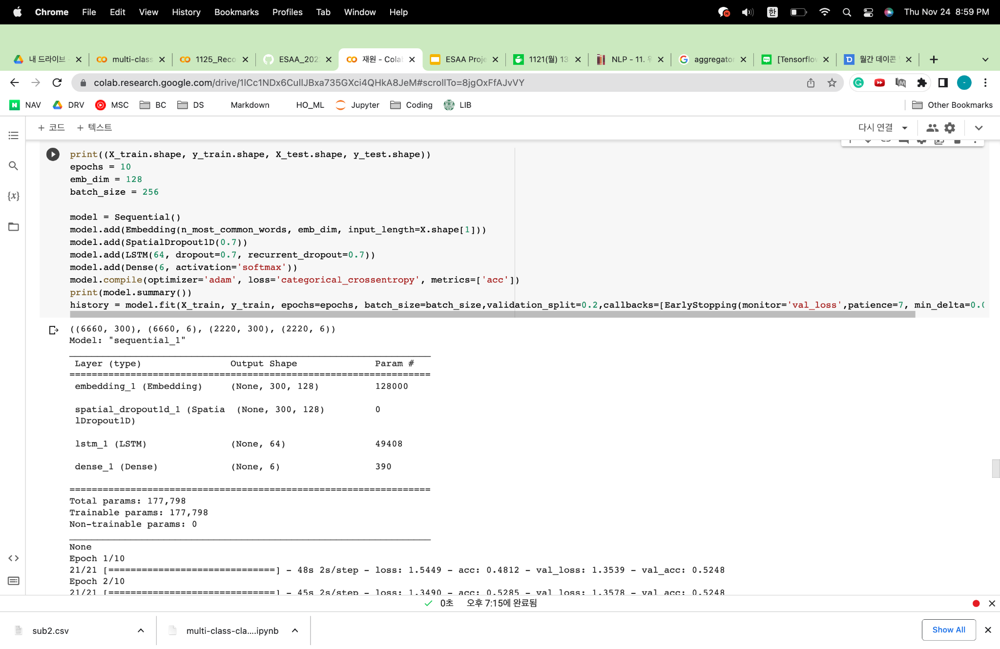 Chrome File Edit View History Bookmarks Profiles Tab Window Help 한 Thu Nov 24 8:59 PM
내 드라이브 multi-class 1125_Reco ESAA_202 재원 - Colal ESAA Proje 1121(월) 13 NLP - 11. aggregator [Tensorflo 월간 데이콘
colab.research.google.com/drive/1lCc1NDx6CullJBxa735GXci4QHkA8JeM#scrollTo=8jgOxFfAJvVY
NAV DRV MSC BC DS Markdown HO_ML Jupyter Coding LIB Other Bookmarks
+ 코드 + 텍스트 다시 연결
print((X_train.shape, y_train.shape, X_test.shape, y_test.shape))
epochs = 10
emb_dim = 128
batch_size = 256
model = Sequential()
model.add(Embedding(n_most_common_words, emb_dim, input_length=X.shape[1]))
model.add(SpatialDropout1D(0.7))
model.add(LSTM(64, dropout=0.7, recurrent_dropout=0.7))
model.add(Dense(6, activation='softmax'))
model.compile(optimizer='adam', loss='categorical_crossentropy', metrics=['acc'])
print(model.summary())
history = model.fit(X_train, y_train, epochs=epochs, batch_size=batch_size,validation_split=0.2,callbacks=[EarlyStopping(monitor='val_loss',patience=7, min_delta=0.0
((6660, 300), (6660, 6), (2220, 300), (2220, 6))
Model: "sequential_1"
Layer (type) Output Shape Param #
=================================================================
embedding_1 (Embedding) (None, 300, 128) 128000
spatial_dropout1d_1 (Spatia (None, 300, 128) 0
lDropout1D)
lstm_1 (LSTM) (None, 64) 49408
dense_1 (Dense) (None, 6) 390
=================================================================
Total params: 177,798
Trainable params: 177,798
Non-trainable params: 0
None
Epoch 1/10
21/21 [==============================] - 48s 2s/step - loss: 1.5449 - acc: 0.4812 - val_loss: 1.3539 - val_acc: 0.5248
Epoch 2/10
21/21 [==============================] - 45s 2s/step - loss: 1.3490 - acc: 0.5285 - val_loss: 1.3578 - val_acc: 0.5248
0초 오후 7:15에 완료됨
sub2.csv multi-class-cla....ipynb Show All